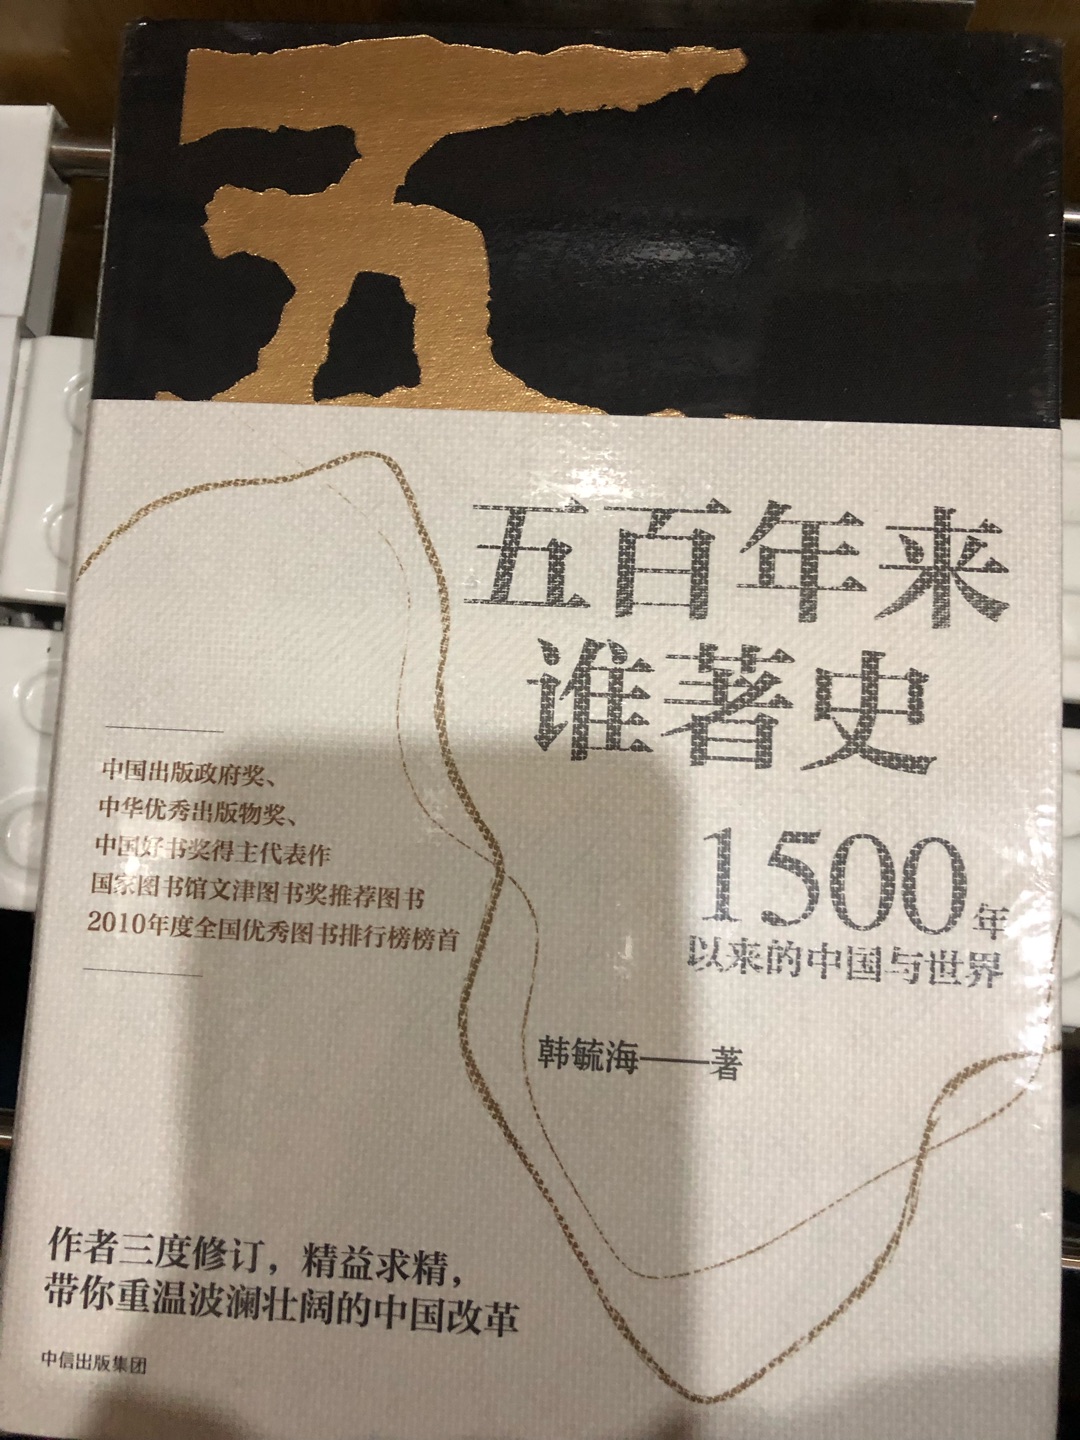 五百年来
谁著史
1500年
以来的中国与世界
中国出版政府奖、
中华优秀出版物奖、
中国好书奖得主代表作
国家图书馆文津图书奖推荐图书
2010年度全国优秀图书排行榜榜首
韩毓海——著
作者三度修订，精益求精，
带你重温波澜壮阔的中国改革
中信出版集团